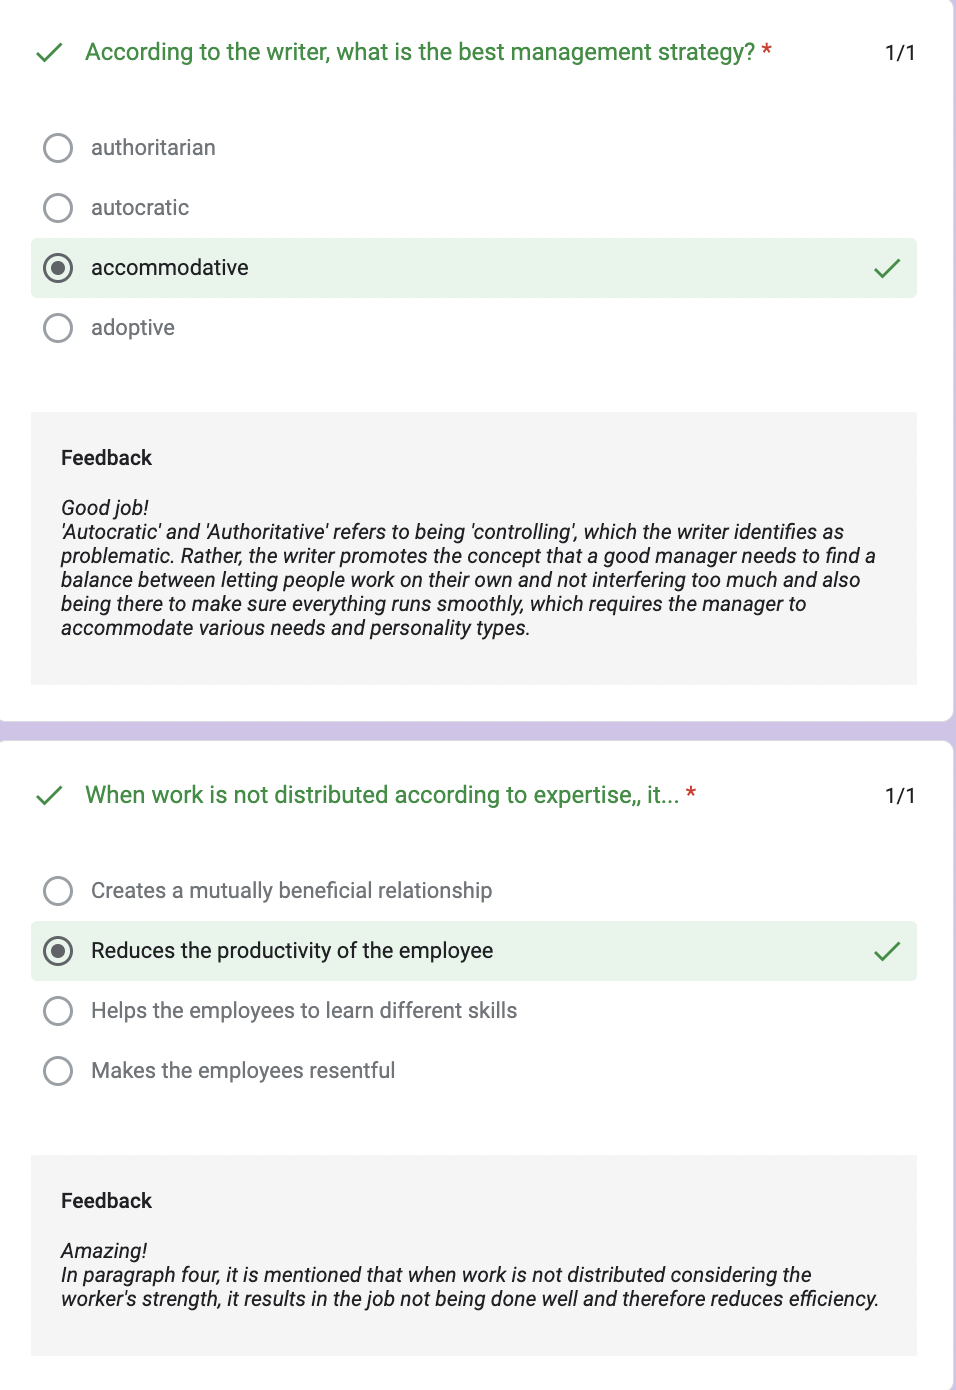 According to the writer, what is the best management strategy? *
1/1
authoritarian
autocratic
accommodative
adoptive
Feedback
Good job!
'Autocratic' and 'Authoritative' refers to being 'controlling', which the writer identifies as
problematic. Rather, the writer promotes the concept that a good manager needs to find a
balance between letting people work on their own and not interfering too much and also
being there to make sure everything runs smoothly, which requires the manager to
accommodate various needs and personality types.
When work is not distributed according to expertise,, it... *
1/1
Creates a mutually beneficial relationship
Reduces the productivity of the employee
Helps the employees to learn different skills
Makes the employees resentful
Feedback
Amazing!
In paragraph four, it is mentioned that when work is not distributed considering the
worker's strength, it results in the job not being done well and therefore reduces efficiency.